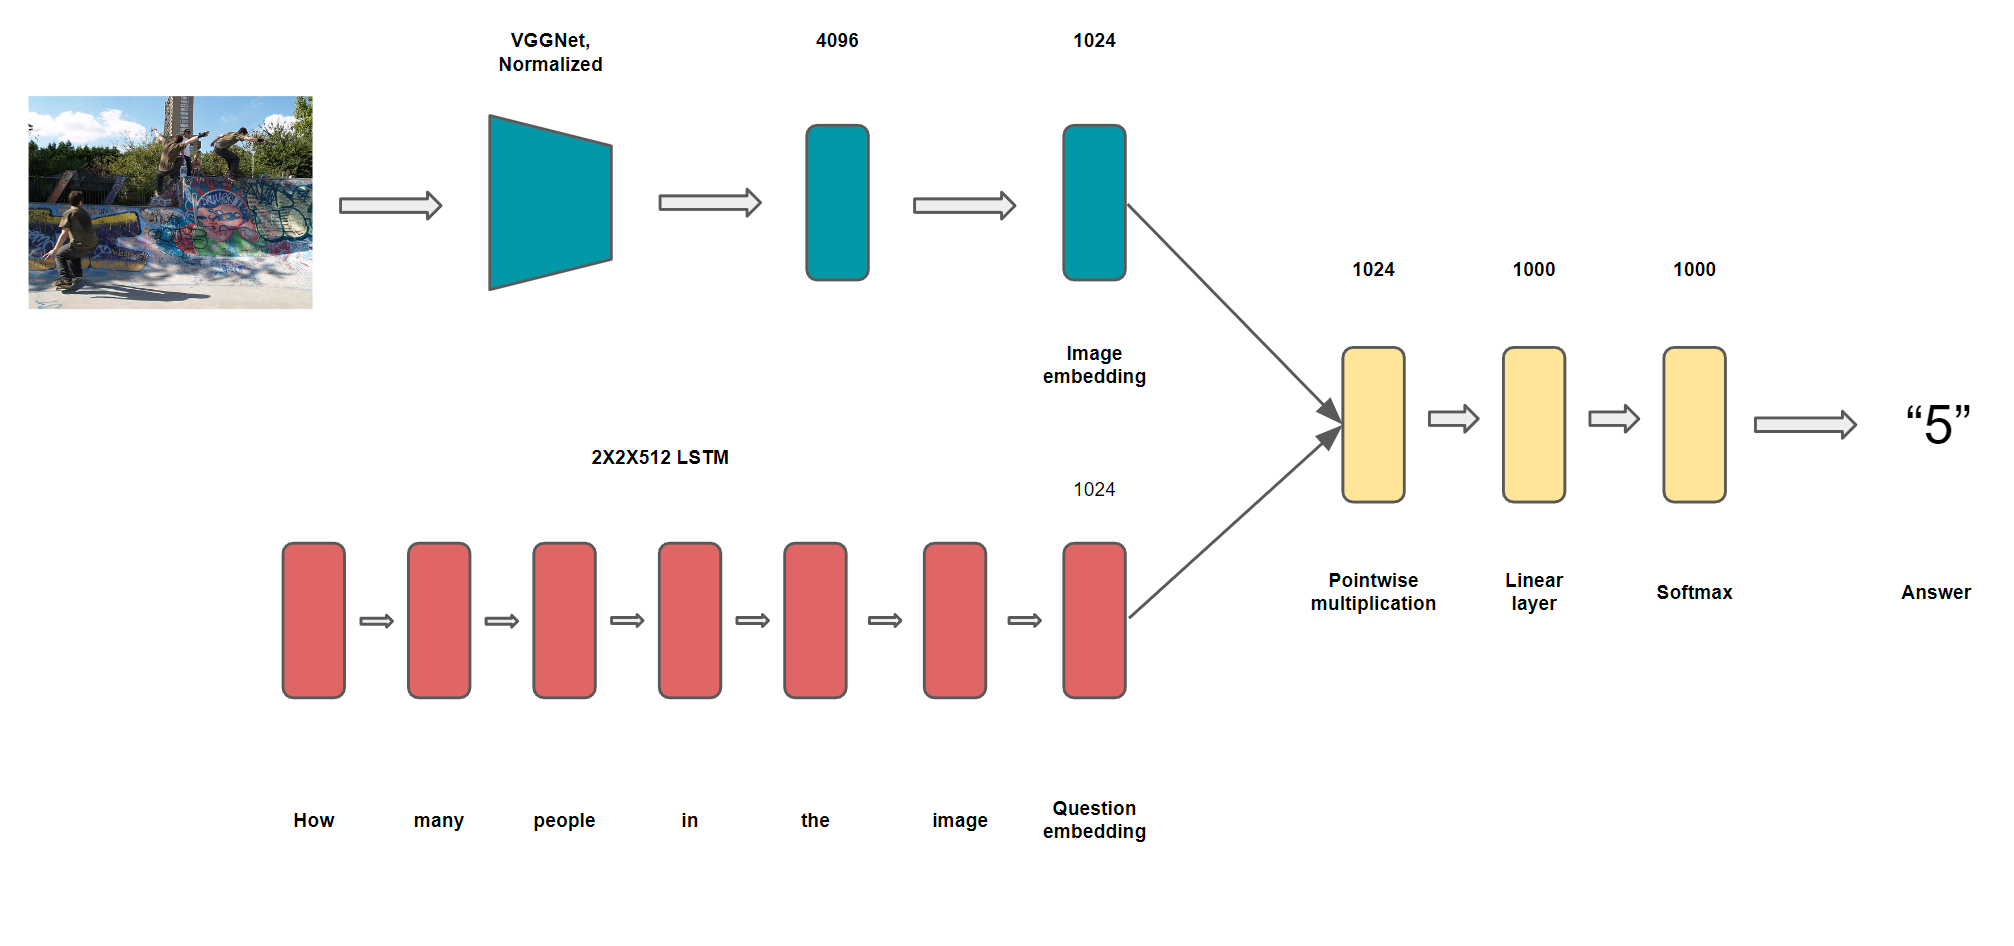 VGGNet,
Normalized
4096
1024
Image
embedding
2X2X512 LSTM
1024
How
many
people
in
the
image
Question
embedding
1024
1000
1000
Pointwise
multiplication
Linear
layer
Softmax
“5”
Answer